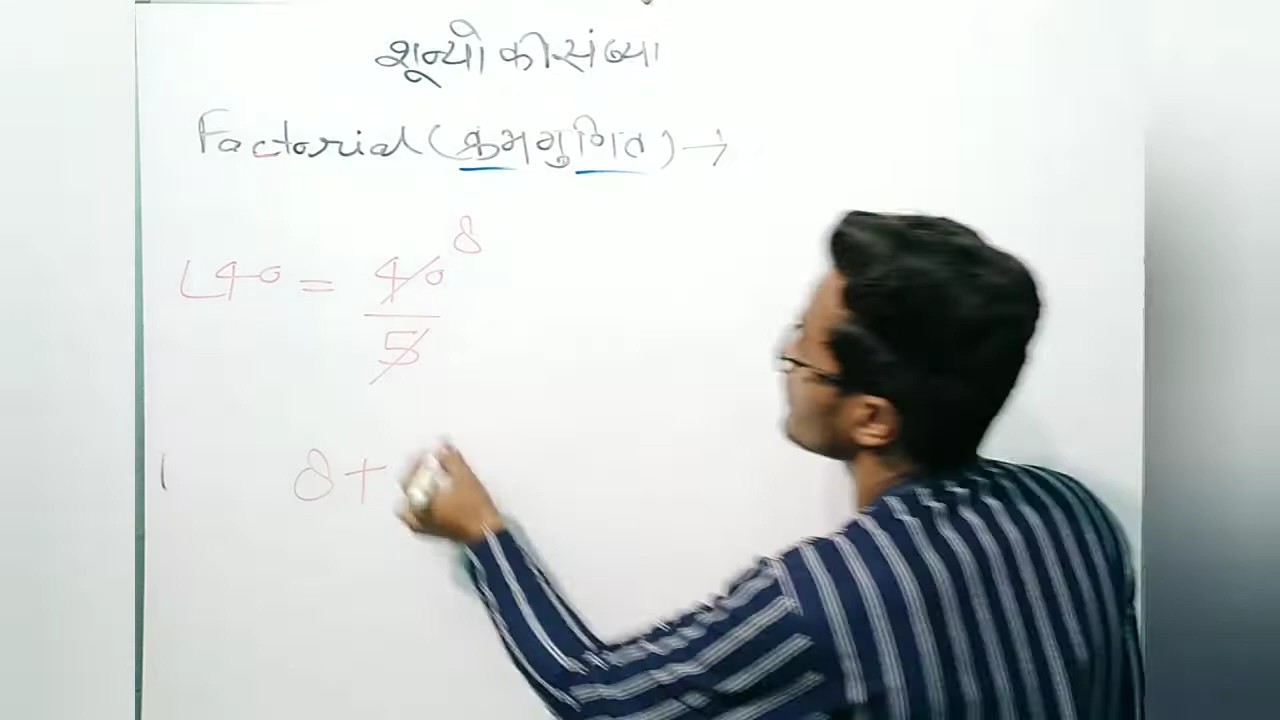 शून्यो की संख्या
Factorial (क्रमगुणित) →
∟40 = 40/5 8
8 +